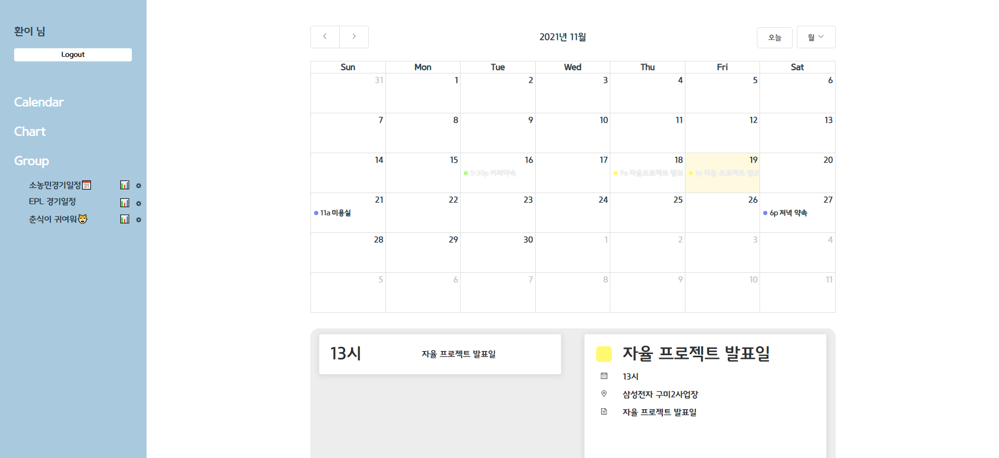 환이 님
Logout
Calendar
Chart
Group
소농민경기일정
EPL 경기일정
춘식이 귀여워
2021년 11월
오늘
월
Sun Mon Tue Wed Thu Fri Sat
31 1 2 3 4 5 6
7 8 9 10 11 12 13
14 15 16 17 18 19 20
5:30p 커피약속
9a 자율프로젝트 발표
1p 자율 프로젝트 발표
21 22 23 24 25 26 27
11a 미용실
6p 저녁 약속
28 29 30 1 2 3 4
5 6 7 8 9 10 11
13시
자율 프로젝트 발표일
자율 프로젝트 발표일
13시
삼성전자 구미2사업장
자율 프로젝트 발표일